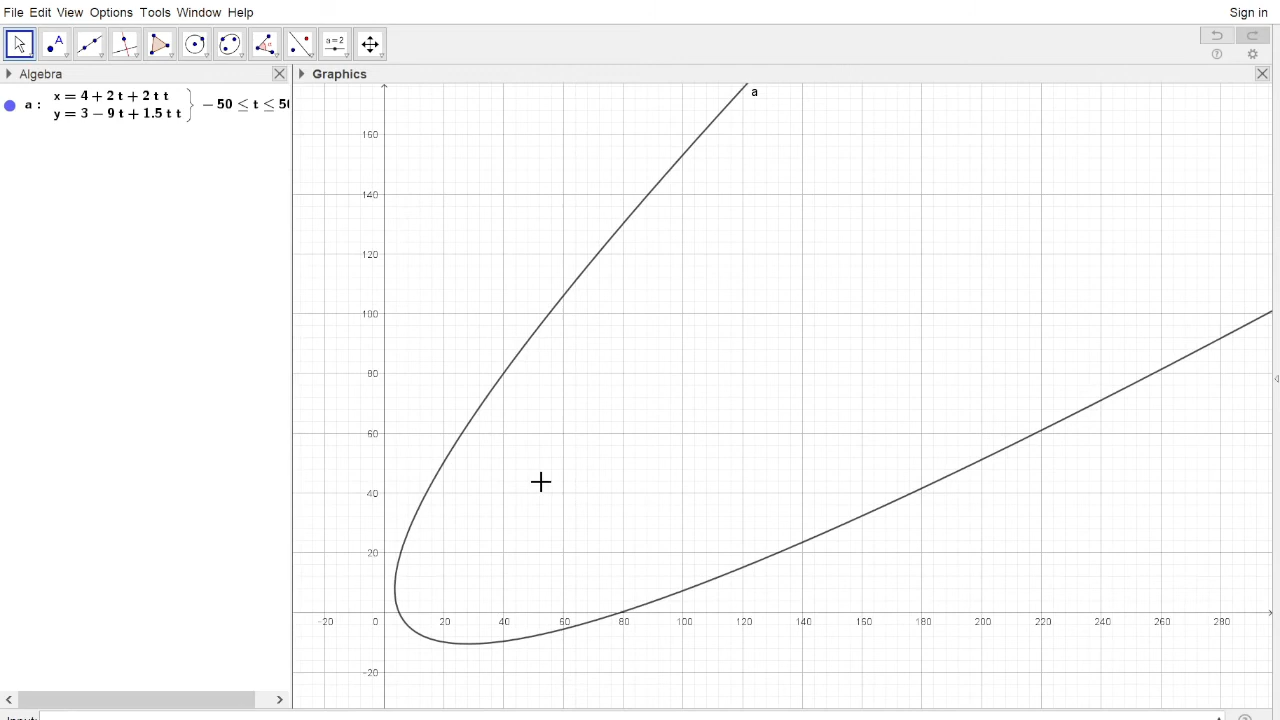 File Edit View Options Tools Window Help Sign in
A
a=2
Algebra
Graphics
a : x = 4 + 2 t + 2 t t
y = 3 − 9 t + 1.5 t t
− 50 ≤ t ≤ 50
a
160
140
120
100
80
60
40
20
−20 0 20 40 60 80 100 120 140 160 180 200 220 240 260 280
−20